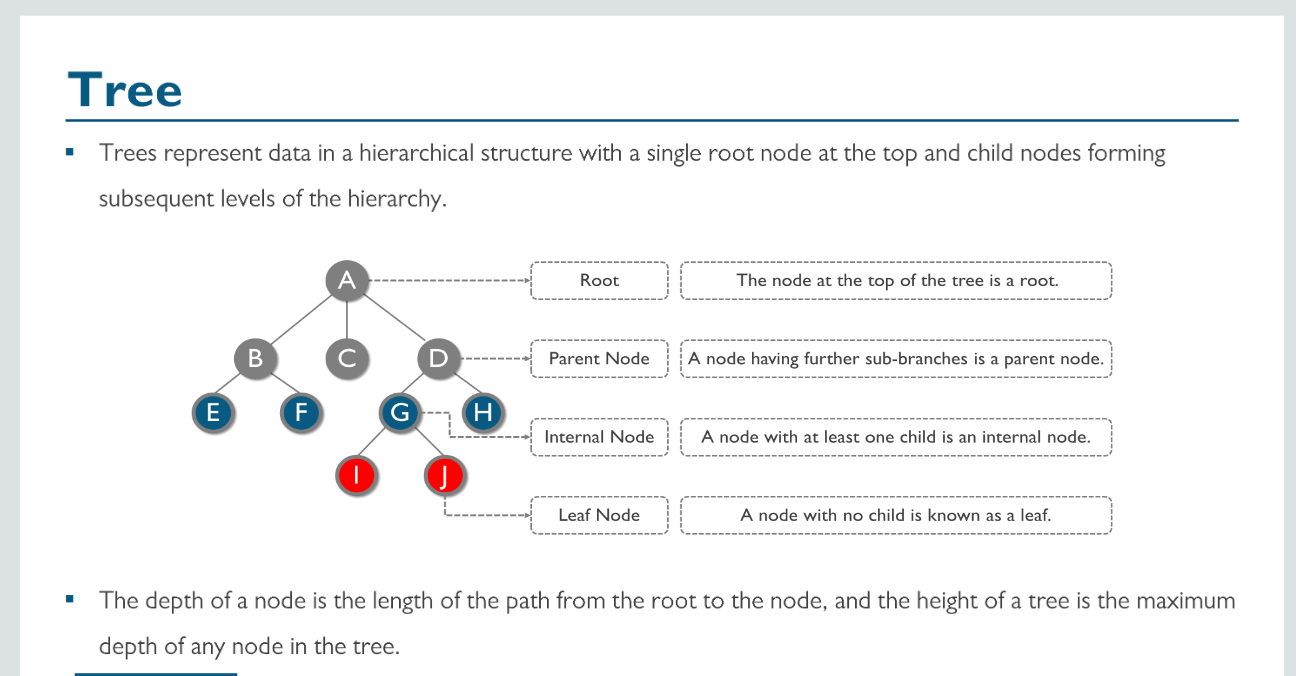 Tree
▪ Trees represent data in a hierarchical structure with a single root node at the top and child nodes forming
subsequent levels of the hierarchy.
A
Root
The node at the top of the tree is a root.
B
C
D
Parent Node
A node having further sub-branches is a parent node.
E
F
G
H
Internal Node
A node with at least one child is an internal node.
I
J
Leaf Node
A node with no child is known as a leaf.
▪ The depth of a node is the length of the path from the root to the node, and the height of a tree is the maximum
depth of any node in the tree.